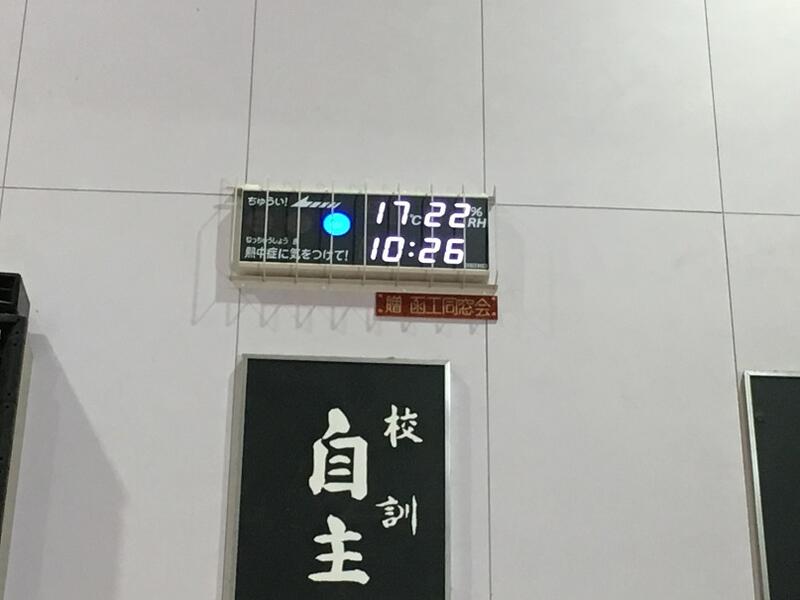 ちゅうい!
17℃ 22%RH
ねっちゅうしょう き
熱中症に気をつけて!
10:26
贈 函工同窓会
校訓
自主